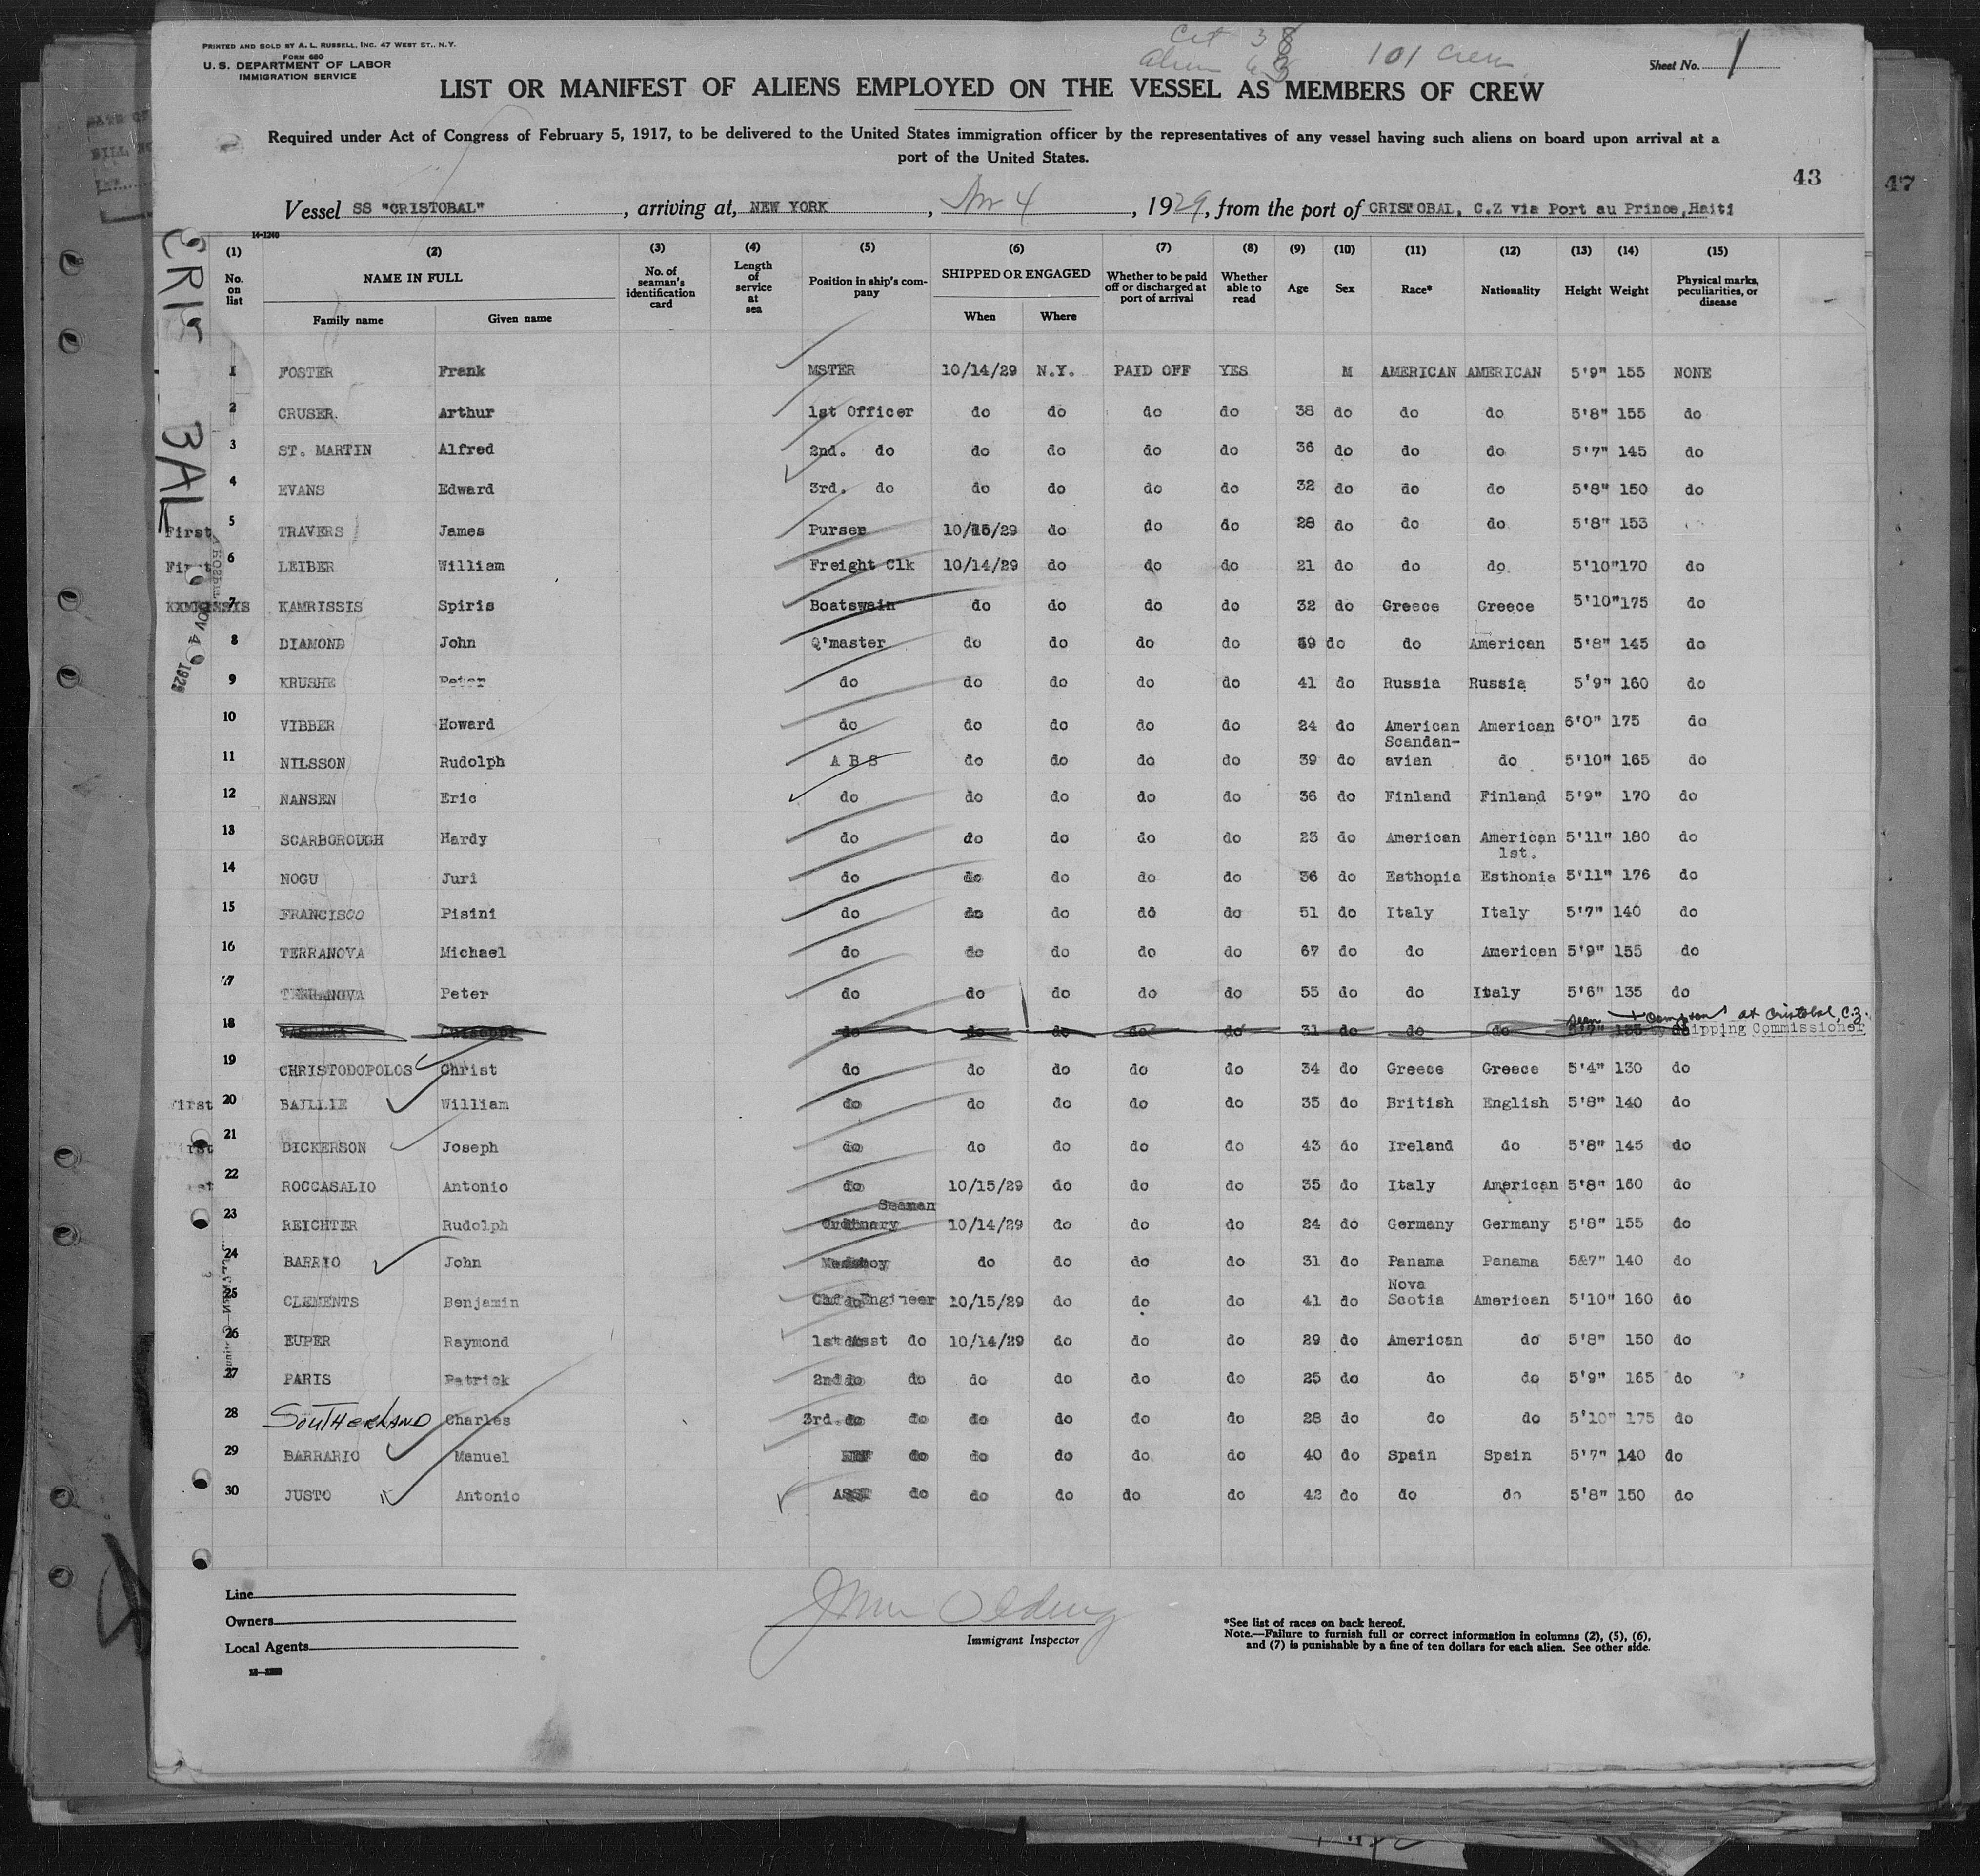 PRINTED AND SOLD BY A. L. RUSSELL, INC. 47 WEST ST., N.Y.
FORM 680
U. S. DEPARTMENT OF LABOR
IMMIGRATION SERVICE
Cit 38
Alien 63
101 Crew
Sheet No. 1
LIST OR MANIFEST OF ALIENS EMPLOYED ON THE VESSEL AS MEMBERS OF CREW
Required under Act of Congress of February 5, 1917, to be delivered to the United States immigration officer by the representatives of any vessel having such aliens on board upon arrival at a
port of the United States.
43
47
Vessel SS "CRISTOBAL", arriving at, NEW YORK, Nov 4, 1929, from the port of CRISTOBAL, C.Z via Port au Prince, Haiti
14-1240
(1) (2) (3) (4) (5) (6) (7) (8) (9) (10) (11) (12) (13) (14) (15)
No. on list NAME IN FULL No. of seaman's identification card Length of service at sea Position in ship's company SHIPPED OR ENGAGED Whether to be paid off or discharged at port of arrival Whether able to read Age Sex Race* Nationality Height Weight Physical marks, peculiarities, or disease
Family name Given name When Where
1 FOSTER Frank MSTER 10/14/29 N.Y. PAID OFF YES M AMERICAN AMERICAN 5'9" 155 NONE
2 CRUSER. Arthur 1st Officer do do do do 38 do do do 5'8" 155 do
3 ST. MARTIN Alfred 2nd. do do do do do 36 do do do 5'7" 145 do
4 EVANS Edward 3rd. do do do do do 32 do do do 5'8" 150 do
First 5 TRAVERS James Purser 10/15/29 do do do 28 do do do 5'8" 153
First 6 LEIBER William Freight Clk 10/14/29 do do do 21 do do do 5'10" 170 do
7 KAMRISSIS Spiris Boatswain do do do do 32 do Greece Greece 5'10" 175 do
8 DIAMOND John Q'master do do do do 49 do do American 5'8" 145 do
9 KRUSHE Peter do do do do do 41 do Russia Russia 5'9" 160 do
10 VIBBER Howard do do do do do 24 do American American 6'0" 175 do
11 NILSSON Rudolph A B S do do do do 39 do Scandan-avian do 5'10" 165 do
12 NANSEN Eric do do do do do 36 do Finland Finland 5'9" 170 do
13 SCARBOROUGH Hardy do do do do do 23 do American American 5'11" 180 do
1st.
14 NOGU Juri do do do do do 36 do Esthonia Esthonia 5'11" 176 do
15 FRANCISCO Pisini do do do do do 51 do Italy Italy 5'7" 140 do
16 TERRANOVA Michael do do do do do 67 do do American 5'9" 155 do
17 TERRANOVA Peter do do do do do 55 do do Italy 5'6" 135 do
at Cristobal, C.Z.
18 do do do do do 31 do do do 5'7" 135 do Shipping Commissioner
19 CHRISTODOPOLOS Christ do do do do do 34 do Greece Greece 5'4" 130 do
First 20 BAILLIE William do do do do do 35 do British English 5'8" 140 do
First 21 DICKERSON Joseph do do do do do 43 do Ireland do 5'8" 145 do
22 ROCCASALIO Antonio do 10/15/29 do do do 35 do Italy American 5'8" 160 do
Seaman
23 REICHTER Rudolph Ordinary 10/14/29 do do do 24 do Germany Germany 5'8" 155 do
24 BARRIO John Messboy do do do do 31 do Panama Panama 5&7" 140 do
25 CLEMENTS Benjamin Chf Engineer 10/15/29 do do do 41 do Nova Scotia American 5'10" 160 do
26 EUPER Raymond 1st Asst do 10/14/29 do do do 29 do American do 5'8" 150 do
27 PARIS Patrick 2nd do do do do do do 25 do do do 5'9" 165 do
28 SOUTHERLAND Charles 3rd. do do do do do do 28 do do do 5'10" 175 do
29 BARRARIO Manuel do do do do do 40 do Spain Spain 5'7" 140 do
30 JUSTO Antonio ASST do do do do do 42 do do do 5'8" 150 do
NOV 4 1929
Line
Owners
Local Agents
Immigrant Inspector
*See list of races on back hereof.
Note.—Failure to furnish full or correct information in columns (2), (5), (6),
and (7) is punishable by a fine of ten dollars for each alien. See other side.